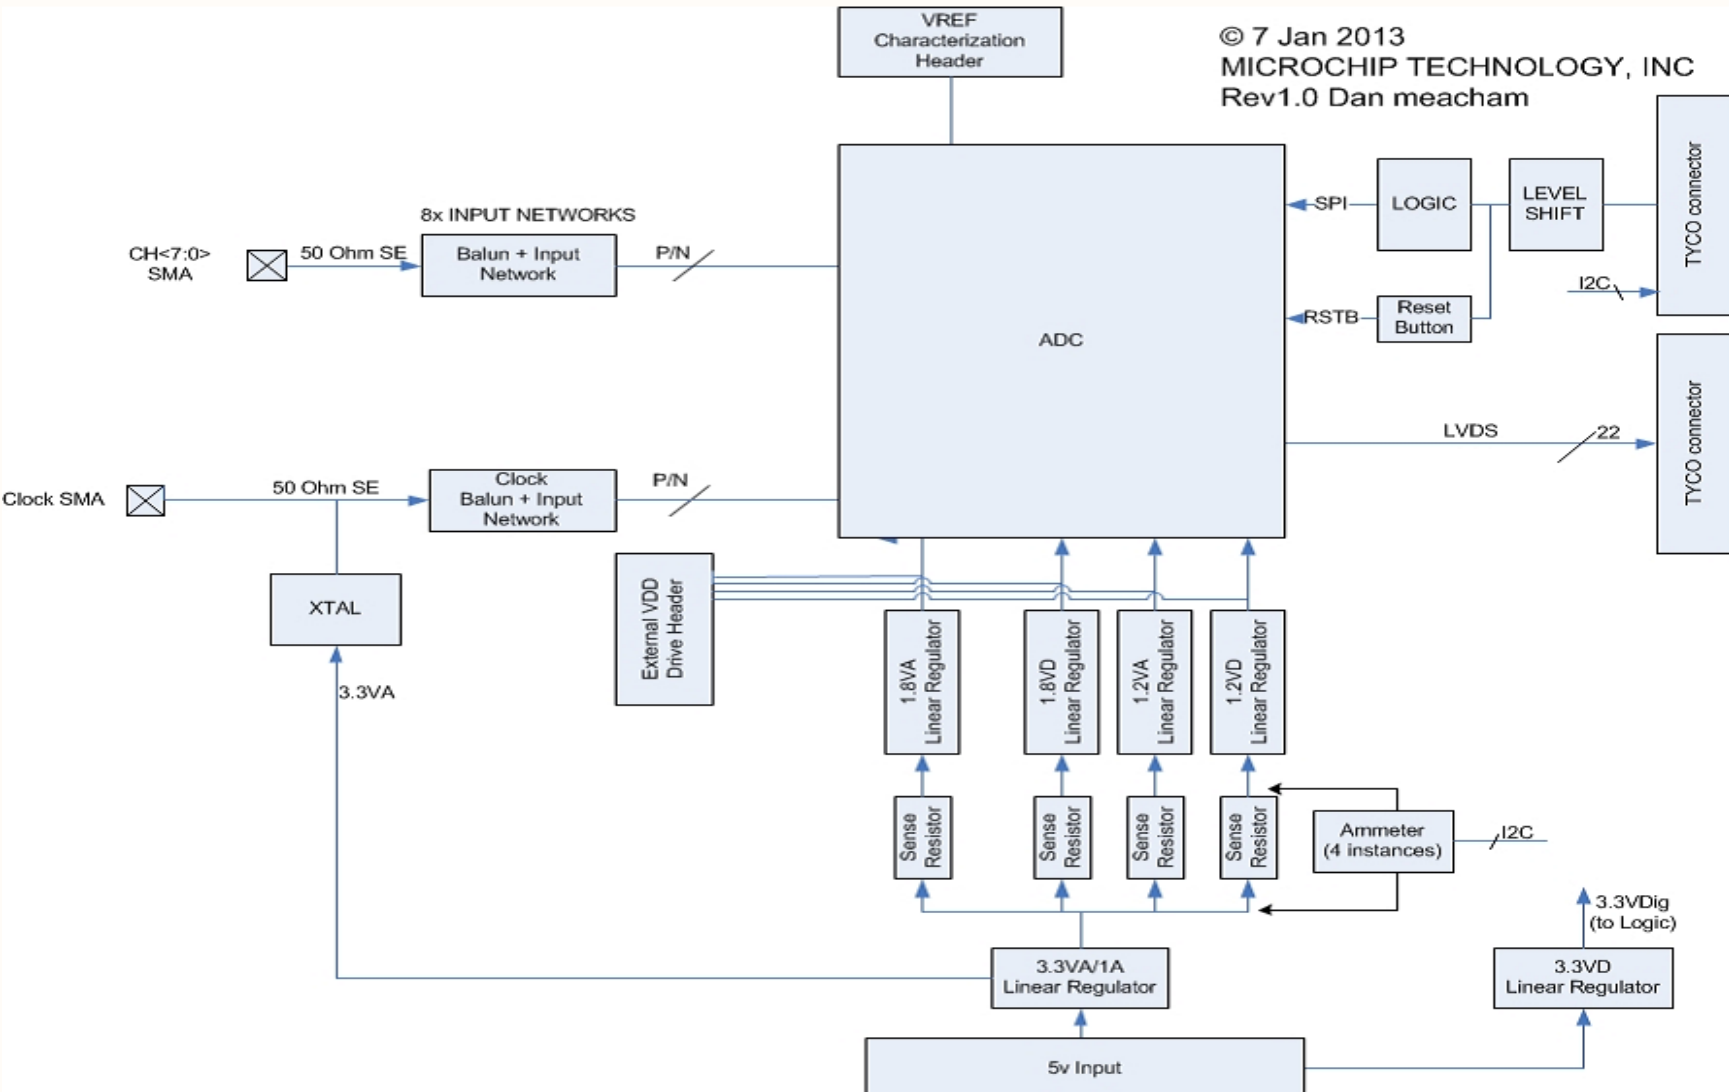 VREF
Characterization
Header
© 7 Jan 2013
MICROCHIP TECHNOLOGY, INC
Rev1.0 Dan meacham
TYCO connector
LEVEL
SHIFT
LOGIC
SPI
I2C
Reset
Button
RSTB
8x INPUT NETWORKS
CH<7:0>
SMA
50 Ohm SE
Balun + Input
Network
P/N
ADC
LVDS
22
TYCO connector
Clock SMA
50 Ohm SE
Clock
Balun + Input
Network
P/N
XTAL
3.3VA
External VDD
Drive Header
1.8VA
Linear Regulator
1.8VD
Linear Regulator
1.2VA
Linear Regulator
1.2VD
Linear Regulator
Sense
Resistor
Sense
Resistor
Sense
Resistor
Sense
Resistor
Ammeter
(4 instances)
I2C
3.3VDig
(to Logic)
3.3VA/1A
Linear Regulator
3.3VD
Linear Regulator
5v Input